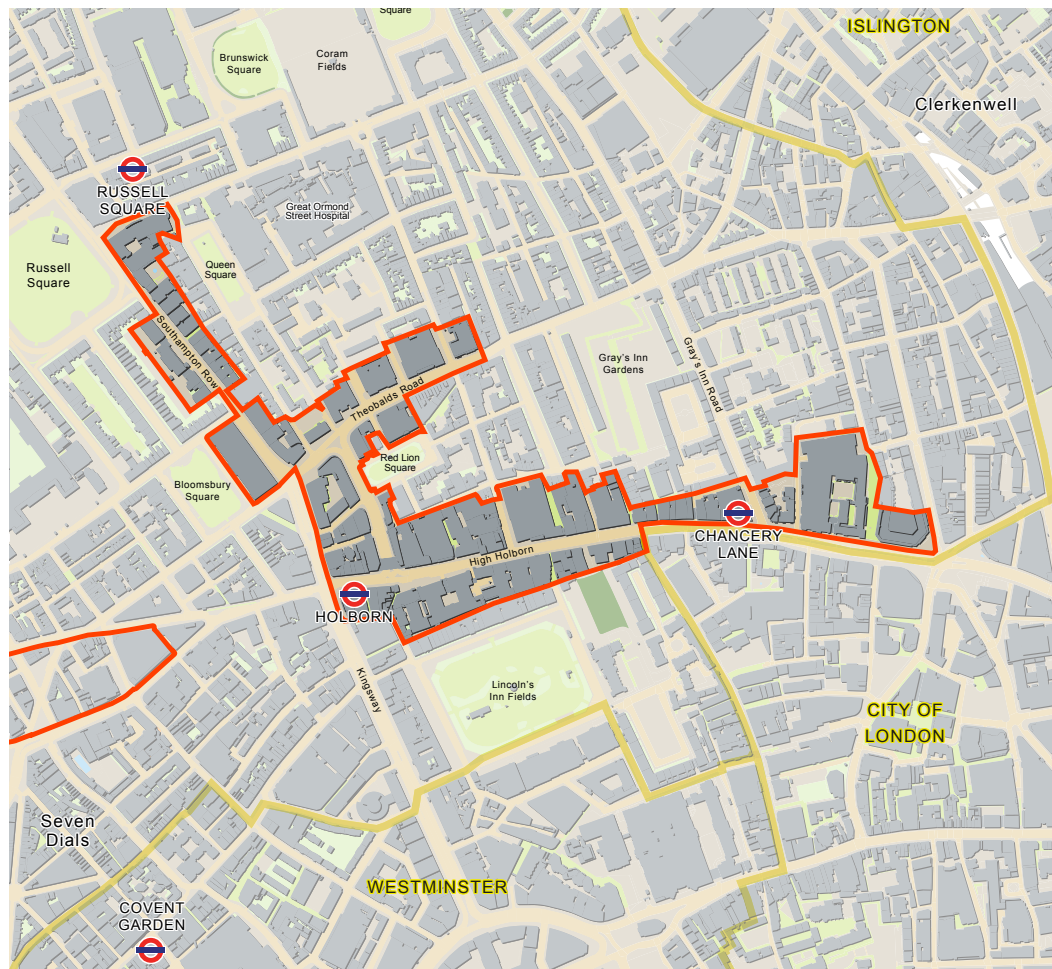 Square
ISLINGTON
Brunswick
Square
Coram
Fields
Clerkenwell
RUSSELL
SQUARE
Great Ormond
Street Hospital
Russell
Square
Queen
Square
Southampton Row
Theobalds Road
Gray's Inn
Gardens
Gray's Inn Road
Red Lion
Square
Bloomsbury
Square
CHANCERY
LANE
High Holborn
HOLBORN
Kingsway
Lincoln's
Inn Fields
CITY OF
LONDON
Seven
Dials
WESTMINSTER
COVENT
GARDEN